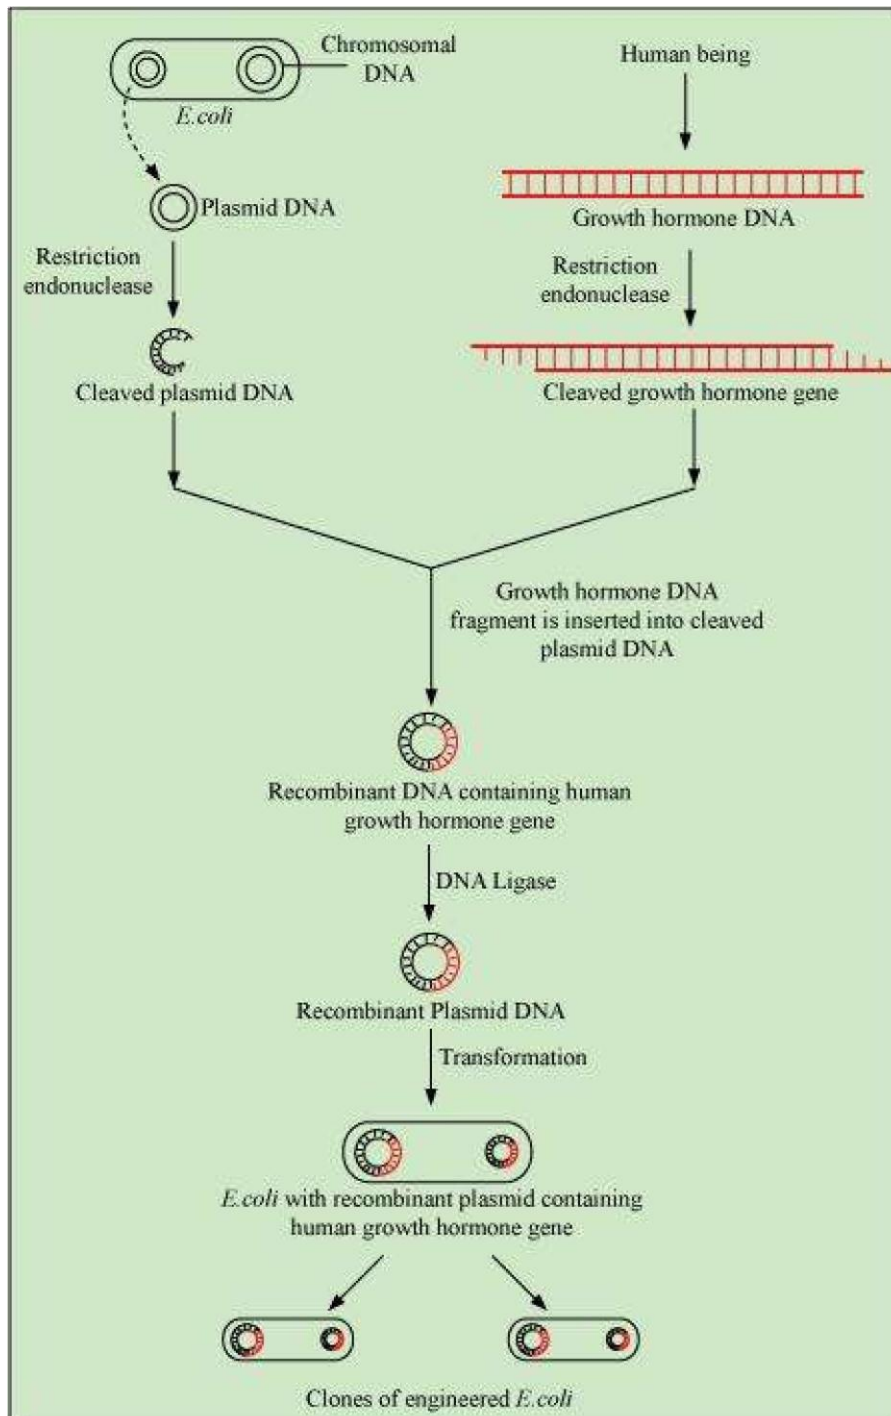 Chromosomal
DNA
E.coli
Human being
Plasmid DNA
Growth hormone DNA
Restriction
endonuclease
Restriction
endonuclease
Cleaved plasmid DNA
Cleaved growth hormone gene
Growth hormone DNA
fragment is inserted into cleaved
plasmid DNA
Recombinant DNA containing human
growth hormone gene
DNA Ligase
Recombinant Plasmid DNA
Transformation
E.coli with recombinant plasmid containing
human growth hormone gene
Clones of engineered E.coli